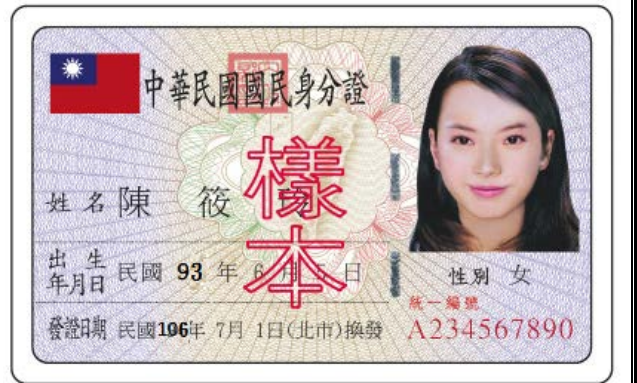 中華民國國民身分證
樣本
姓名 陳 筱
出生年月日 民國 93 年 6 月 5 日
性別 女
發證日期 民國106年 7月 1日(北市)換發
統一編號
A234567890